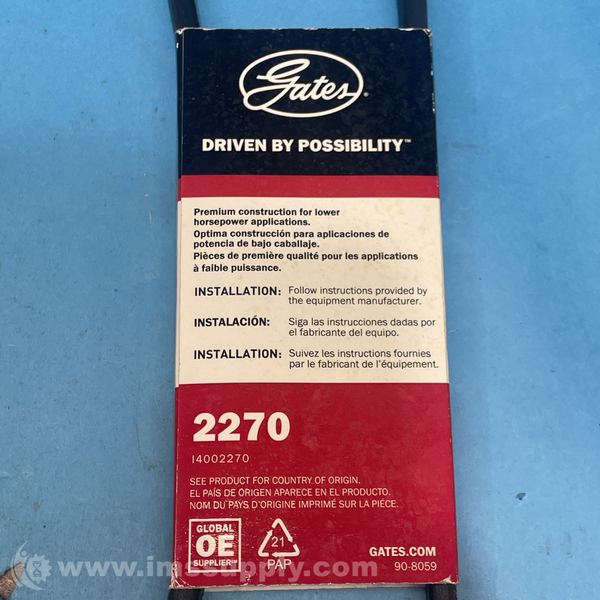 Gates®
DRIVEN BY POSSIBILITY™
Premium construction for lower
horsepower applications.
Optima construcción para aplicaciones de
potencia de bajo caballaje.
Pièces de première qualité pour les applications
à faible puissance.
INSTALLATION: Follow instructions provided by
the equipment manufacturer.
INSTALACIÓN: Siga las instrucciones dadas por
el fabricante del equipo.
INSTALLATION: Suivez les instructions fournies
par le fabricant de l'équipement.
2270
I4002270
SEE PRODUCT FOR COUNTRY OF ORIGIN.
EL PAÍS DE ORIGEN APARECE EN EL PRODUCTO.
NOM DU PAYS D'ORIGINE IMPRIMÉ SUR LA PIÈCE.
GLOBAL
OE
SUPPLIER™
21
PAP
GATES.COM
90-8059
www.imssupply.com